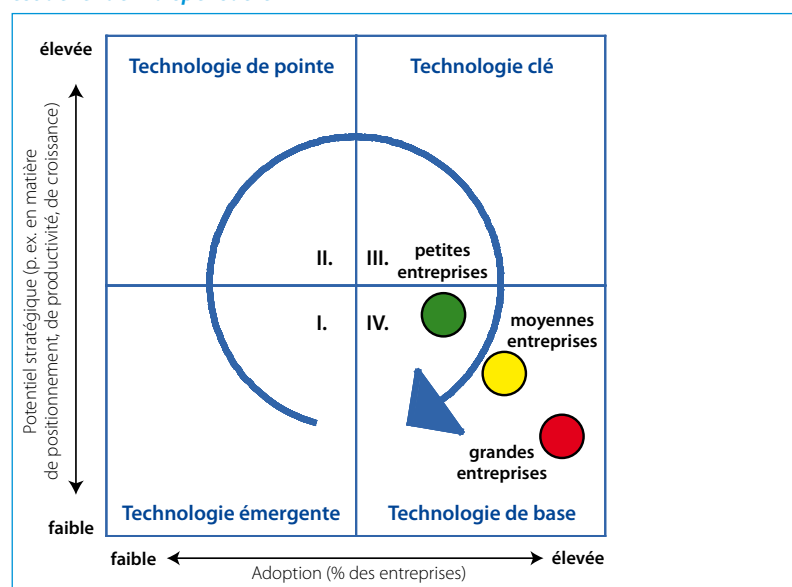 élevée
Technologie de pointe
Technologie clé
Potentiel stratégique (p. ex. en matière
de positionnement, de productivité, de croissance)
II.
III.
petites
entreprises
I.
IV.
moyennes
entreprises
grandes
entreprises
Technologie émergente
Technologie de base
faible
faible
élevée
Adoption (% des entreprises)